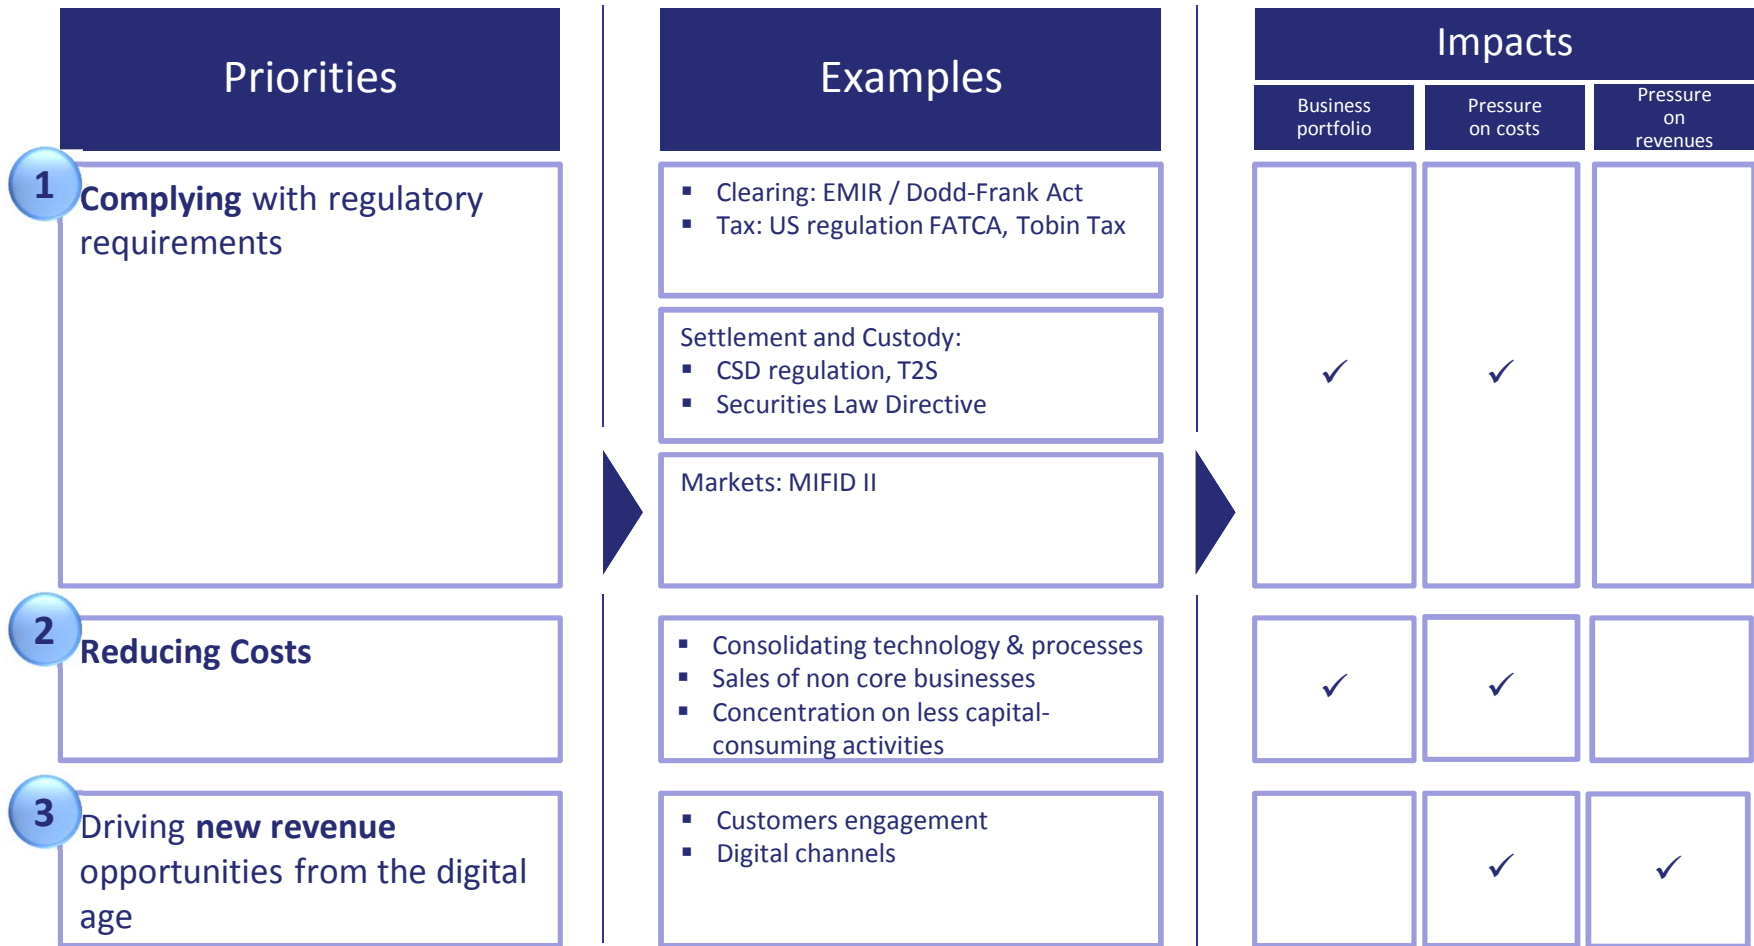 Priorities
Examples
Impacts
Business
portfolio
Pressure
on costs
Pressure
on
revenues
1
Complying with regulatory
requirements
▪ Clearing: EMIR / Dodd-Frank Act
▪ Tax: US regulation FATCA, Tobin Tax
Settlement and Custody:
▪ CSD regulation, T2S
▪ Securities Law Directive
Markets: MIFID II
✓ ✓
2
Reducing Costs
▪ Consolidating technology & processes
▪ Sales of non core businesses
▪ Concentration on less capital-
consuming activities
✓ ✓
3
Driving new revenue
opportunities from the digital
age
▪ Customers engagement
▪ Digital channels
✓ ✓